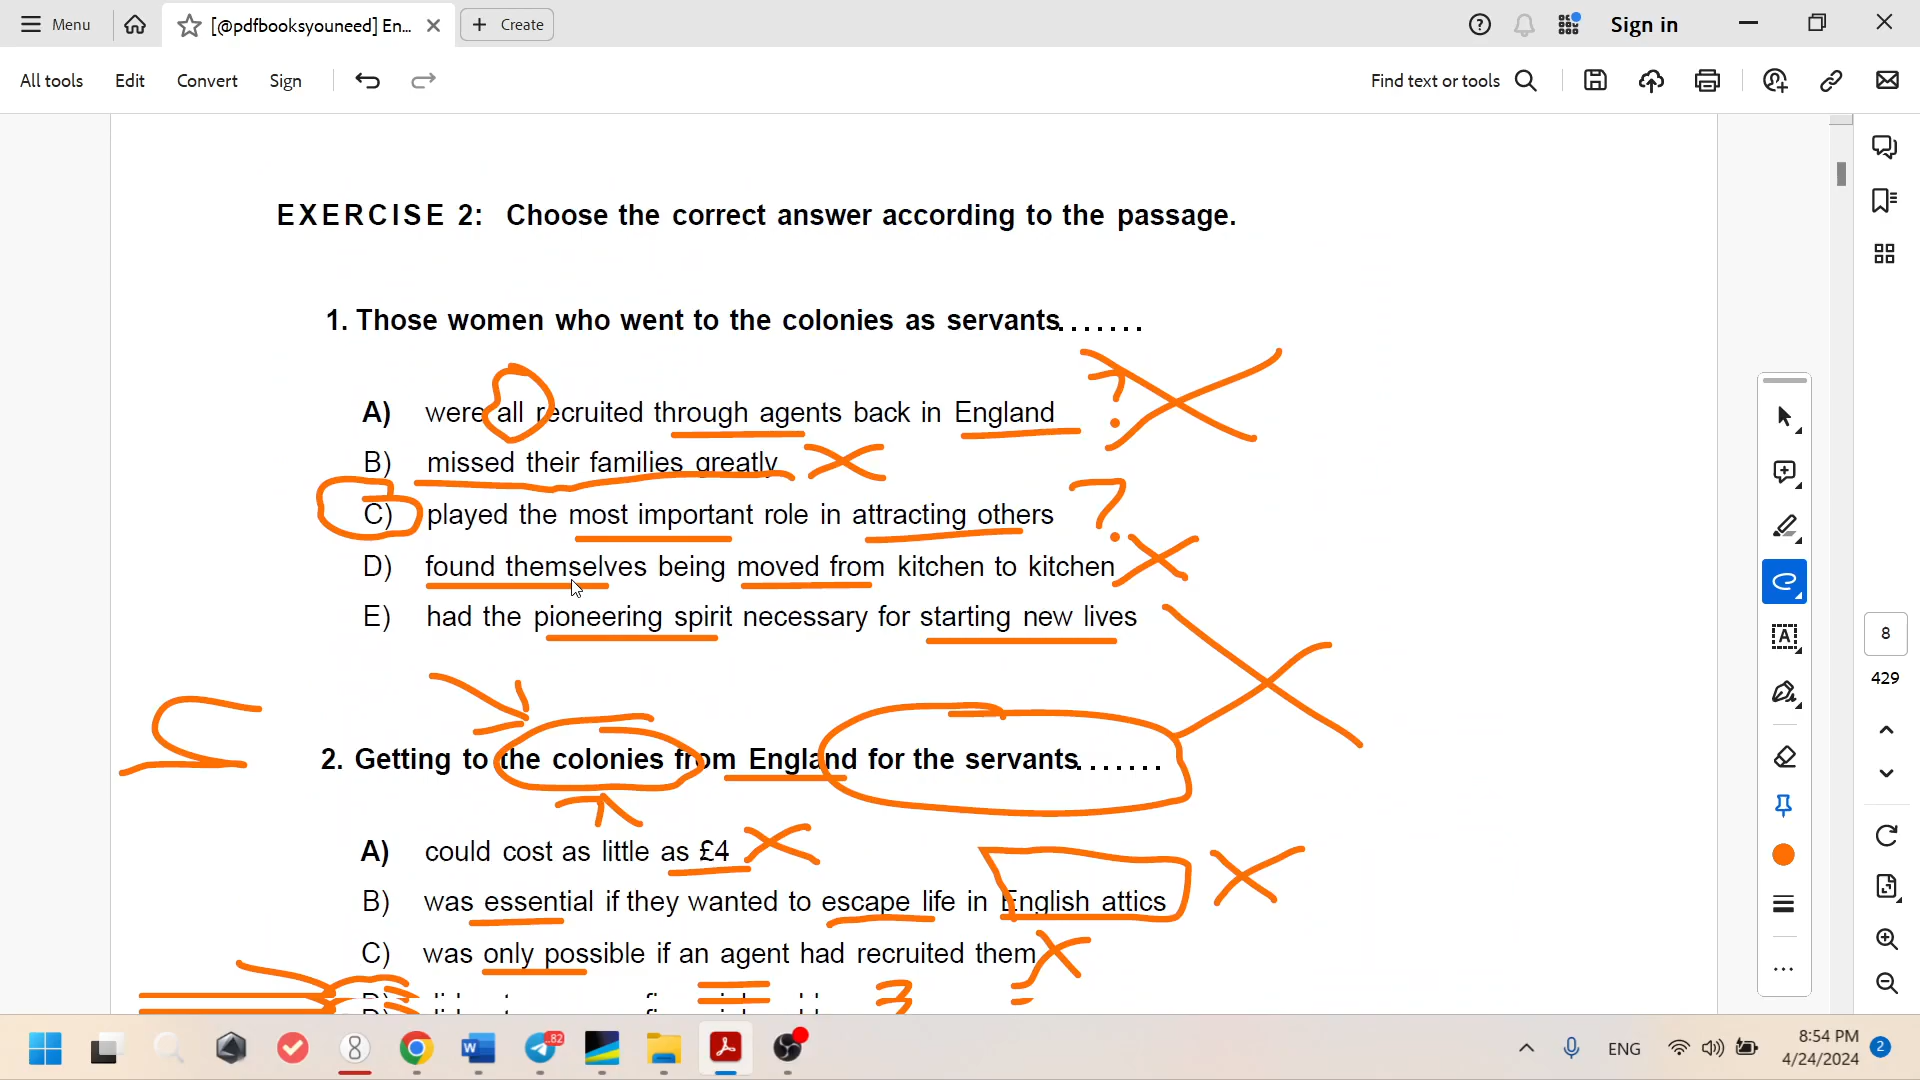 Menu
[@pdfbooksyouneed] En...
Create
Sign in
All tools
Edit
Convert
Sign
Find text or tools
EXERCISE 2: Choose the correct answer according to the passage.
1. Those women who went to the colonies as servants.......
A) were all recruited through agents back in England
?
B) missed their families greatly
C) played the most important role in attracting others
?
D) found themselves being moved from kitchen to kitchen
E) had the pioneering spirit necessary for starting new lives
2. Getting to the colonies from England for the servants.......
A) could cost as little as £4
B) was essential if they wanted to escape life in English attics
C) was only possible if an agent had recruited them
8
429
82
ENG
8:54 PM
4/24/2024
2